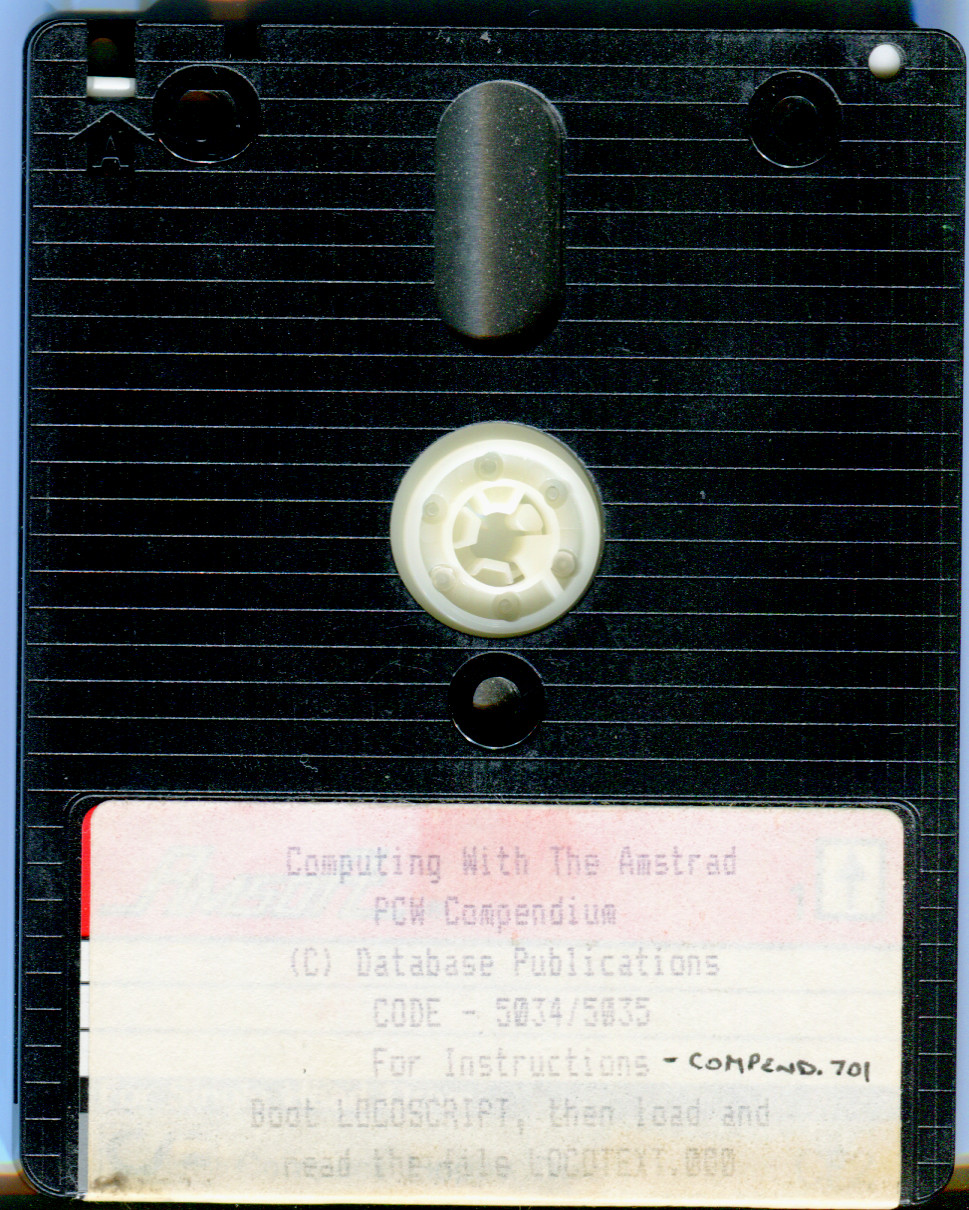 A
Computing With The Amstrad
PCW Compendium
(C) Database Publications
CODE - 5034/5035
For Instructions - COMPEND.701
Boot LOCOSCRIPT, then load and
read the file LOCOTEXT.000